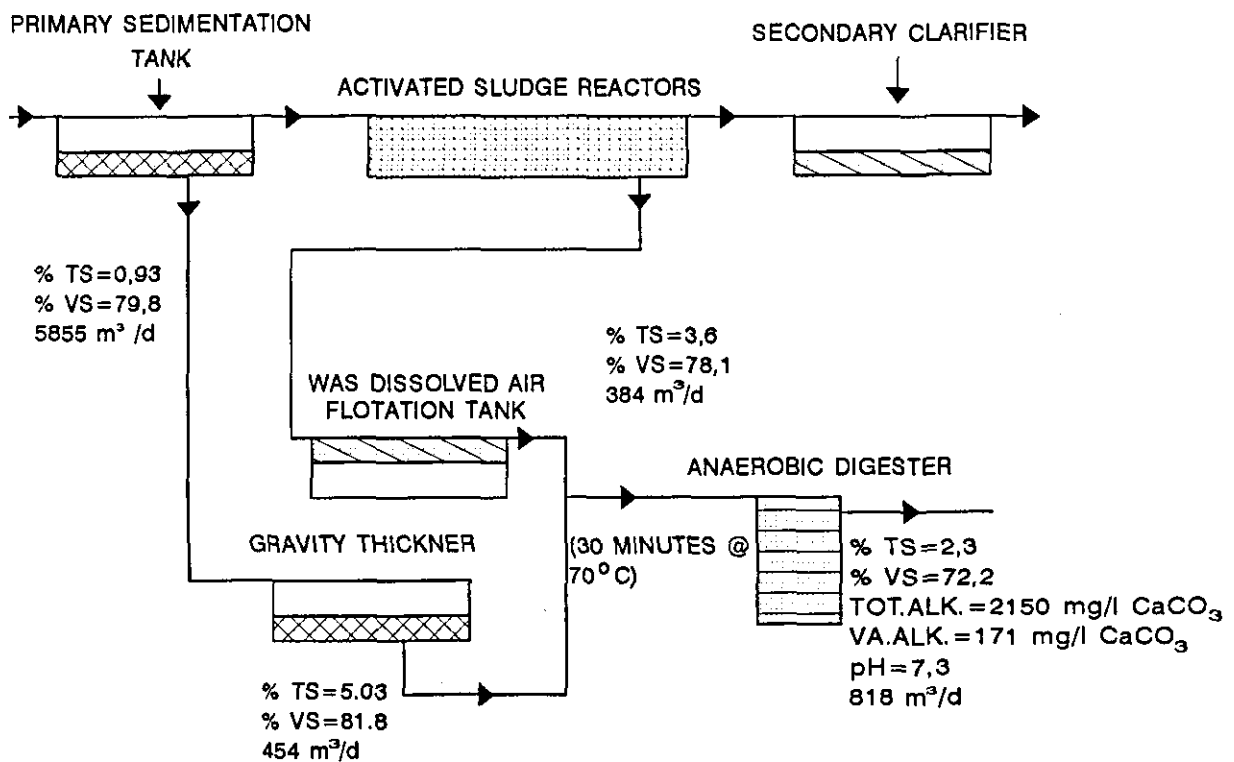 PRIMARY SEDIMENTATION
TANK
SECONDARY CLARIFIER
ACTIVATED SLUDGE REACTORS
% TS=0,93
% VS=79,8
5855 m³ /d
% TS=3,6
% VS=78,1
384 m³/d
WAS DISSOLVED AIR
FLOTATION TANK
ANAEROBIC DIGESTER
GRAVITY THICKNER
(30 MINUTES @
70°C)
% TS=2,3
% VS=72,2
TOT.ALK.=2150 mg/l CaCO₃
VA.ALK.=171 mg/l CaCO₃
pH=7,3
818 m³/d
% TS=5.03
% VS=81.8
454 m³/d